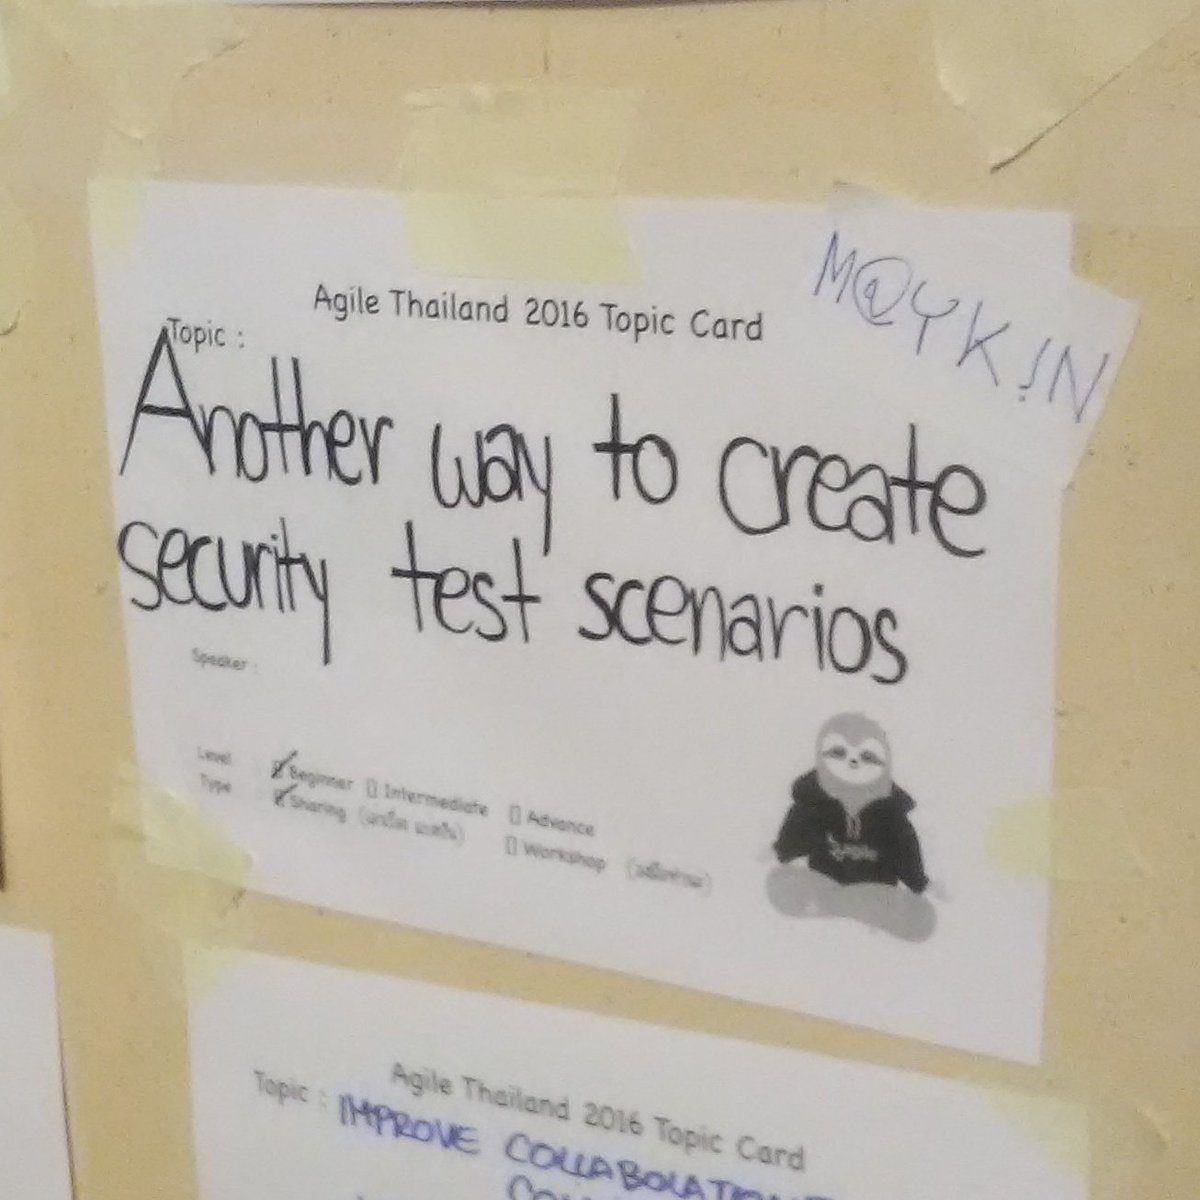 M@YK!N
Agile Thailand 2016 Topic Card
Topic :
Another way to create
security test scenarios
Speaker :
Level Beginner Intermediate Advance
Type Sharing Workshop
Agile Thailand 2016 Topic Card
Topic : IMPROVE COLLABOLATION